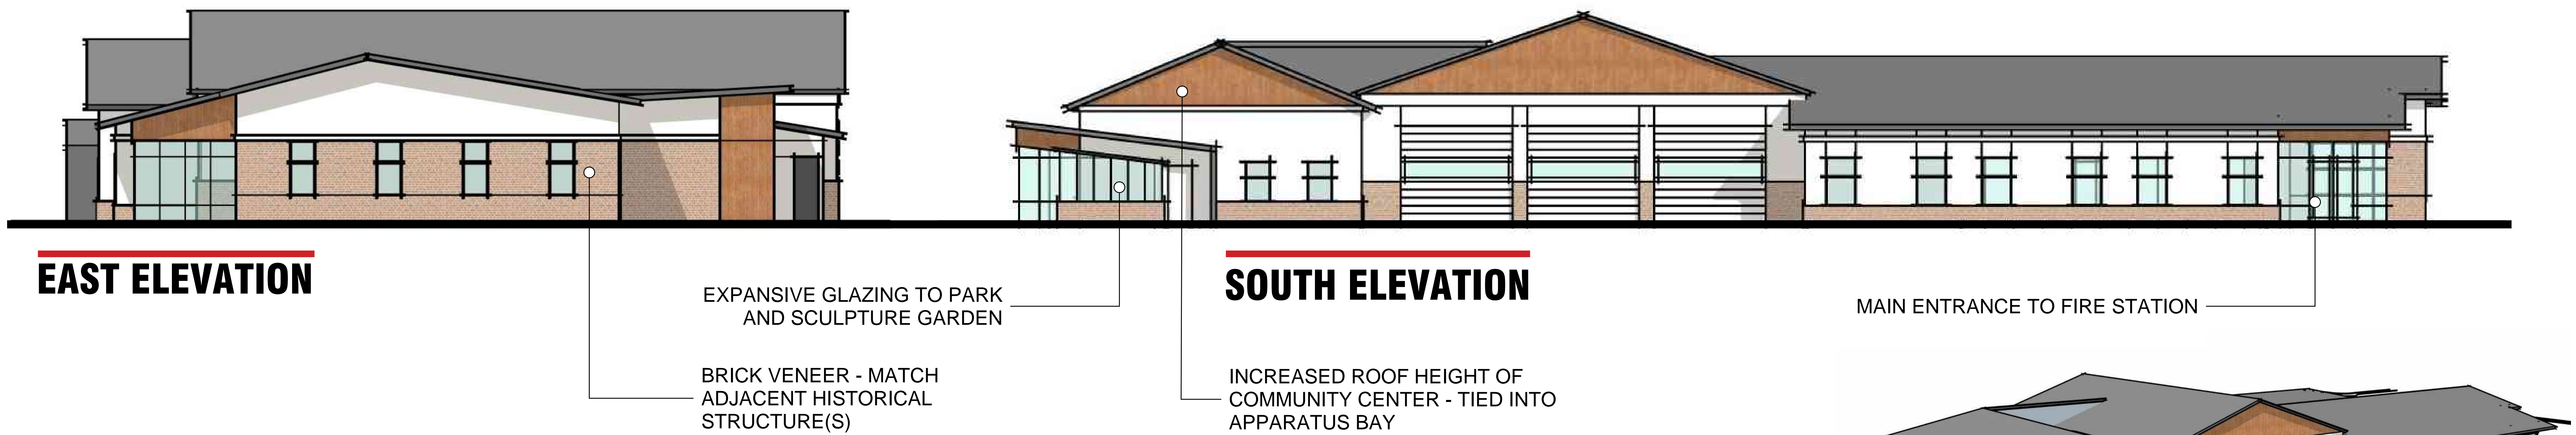 EAST ELEVATION
EXPANSIVE GLAZING TO PARK
AND SCULPTURE GARDEN
BRICK VENEER - MATCH
ADJACENT HISTORICAL
STRUCTURE(S)
SOUTH ELEVATION
INCREASED ROOF HEIGHT OF
COMMUNITY CENTER - TIED INTO
APPARATUS BAY
MAIN ENTRANCE TO FIRE STATION